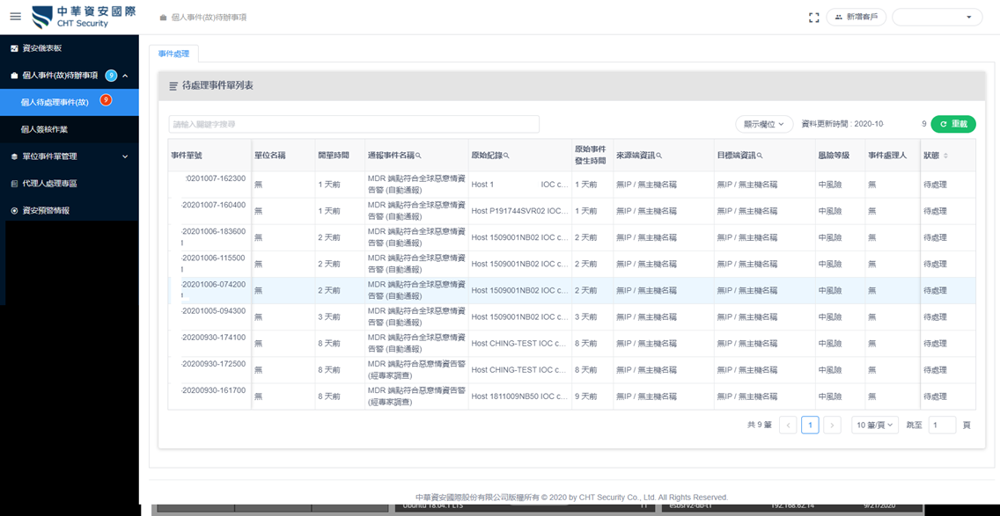 中華資安國際
CHT Security
個人事件(故)待辦事項
新增客戶
資安儀表板
個人事件(故)待辦事項 9
個人待處理事件(故) 9
個人簽核作業
單位事件單管理
代理人處理專區
資安預警情報
事件處理
待處理事件單列表
請輸入關鍵字搜尋
顯示欄位
資料更新時間 : 2020-10 9
重載
事件單號 單位名稱 開單時間 通報事件名稱 原始紀錄 原始事件發生時間 來源端資訊 目標端資訊 風險等級 事件處理人 狀態
:0201007-162300 無 1 天前 MDR 端點符合全球惡意情資告警 (自動通報) Host 1 IOC c... 1 天前 無IP / 無主機名稱 無IP / 無主機名稱 中風險 無 待處理
-20201007-160400 無 1 天前 MDR 端點符合全球惡意情資告警 (自動通報) Host P191744SVR02 IOC... 1 天前 無IP / 無主機名稱 無IP / 無主機名稱 中風險 無 待處理
-20201006-183600 無 2 天前 MDR 端點符合全球惡意情資告警 (自動通報) Host 1509001NB02 IOC c... 2 天前 無IP / 無主機名稱 無IP / 無主機名稱 中風險 無 待處理
-20201006-115500 無 2 天前 MDR 端點符合全球惡意情資告警 (自動通報) Host 1509001NB02 IOC c... 2 天前 無IP / 無主機名稱 無IP / 無主機名稱 中風險 無 待處理
-20201006-074200 無 2 天前 MDR 端點符合全球惡意情資告警 (自動通報) Host 1509001NB02 IOC c... 2 天前 無IP / 無主機名稱 無IP / 無主機名稱 中風險 無 待處理
-20201005-094300 無 3 天前 MDR 端點符合全球惡意情資告警 (自動通報) Host 1509001NB02 IOC c... 3 天前 無IP / 無主機名稱 無IP / 無主機名稱 中風險 無 待處理
-20200930-174100 無 8 天前 MDR 端點符合全球惡意情資告警 (自動通報) Host CHING-TEST IOC c... 8 天前 無IP / 無主機名稱 無IP / 無主機名稱 中風險 無 待處理
-20200930-172500 無 8 天前 MDR 端點符合惡意情資告警 (經專家調查) Host CHING-TEST IOC c... 8 天前 無IP / 無主機名稱 無IP / 無主機名稱 中風險 無 待處理
-20200930-161700 無 8 天前 MDR 端點符合惡意情資告警 (經專家調查) Host 1811009NB50 IOC c... 9 天前 無IP / 無主機名稱 無IP / 無主機名稱 中風險 無 待處理
共 9 筆 < 1 > 10 筆/頁 跳至 1 頁
中華資安國際股份有限公司版權所有 © 2020 by CHT Security Co., Ltd. All Rights Reserved.
Ubuntu 18.04.1 LTS 11 esbsrv2-db-t1 192.168.62.14 9/21/2020